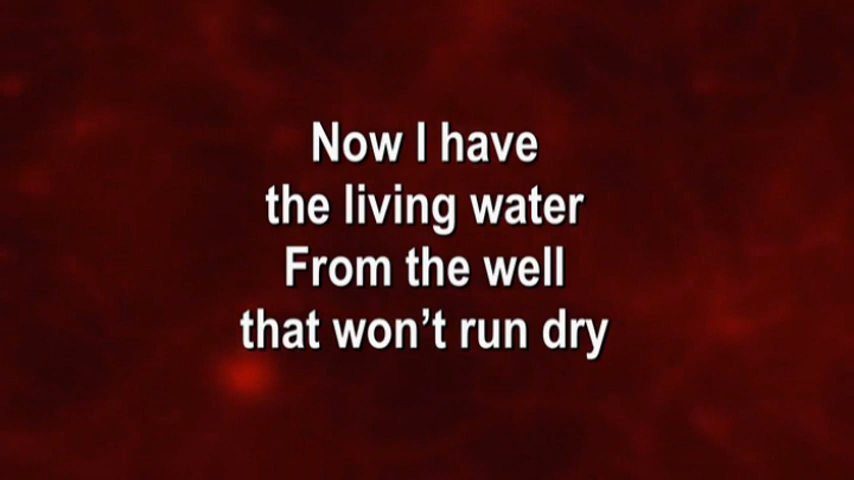 Now I have
the living water
From the well
that won’t run dry